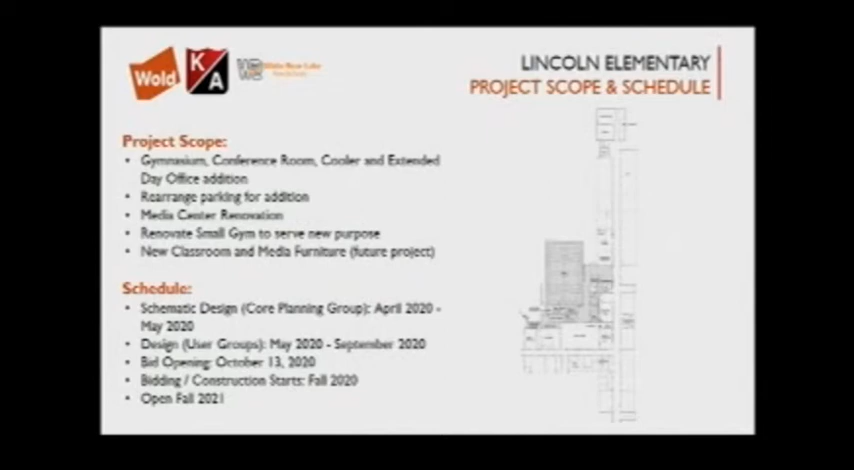 Wold
K
A
White Bear Lake
LINCOLN ELEMENTARY
PROJECT SCOPE & SCHEDULE
Project Scope:
• Gymnasium, Conference Room, Cooler and Extended
Day Office addition
• Rearrange parking for addition
• Media Center Renovation
• Renovate Small Gym to serve new purpose
• New Classroom and Media Furniture (future project)
Schedule:
• Schematic Design (Core Planning Group): April 2020 -
May 2020
• Design (User Groups): May 2020 - September 2020
• Bid Opening: October 13, 2020
• Bidding / Construction Starts: Fall 2020
• Open Fall 2021